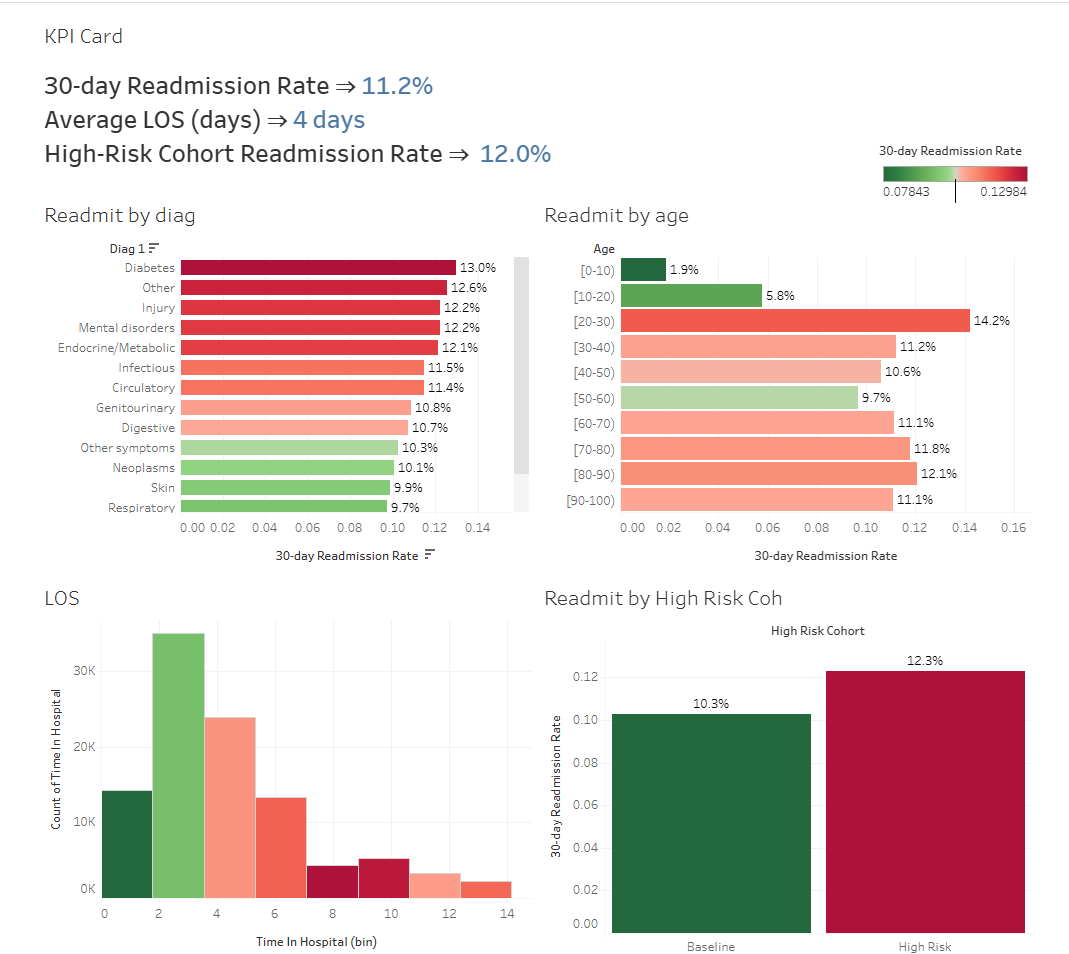 KPI Card
30-day Readmission Rate ⇒ 11.2%
Average LOS (days) ⇒ 4 days
High-Risk Cohort Readmission Rate ⇒ 12.0%
30-day Readmission Rate
0.07843 0.12984
Readmit by diag
Diag 1
Diabetes 13.0%
Other 12.6%
Injury 12.2%
Mental disorders 12.2%
Endocrine/Metabolic 12.1%
Infectious 11.5%
Circulatory 11.4%
Genitourinary 10.8%
Digestive 10.7%
Other symptoms 10.3%
Neoplasms 10.1%
Skin 9.9%
Respiratory 9.7%
0.00 0.02 0.04 0.06 0.08 0.10 0.12 0.14
30-day Readmission Rate
Readmit by age
Age
[0-10) 1.9%
[10-20) 5.8%
[20-30) 14.2%
[30-40) 11.2%
[40-50) 10.6%
[50-60) 9.7%
[60-70) 11.1%
[70-80) 11.8%
[80-90) 12.1%
[90-100) 11.1%
0.00 0.02 0.04 0.06 0.08 0.10 0.12 0.14 0.16
30-day Readmission Rate
LOS
Count of Time In Hospital
30K
20K
10K
0K
0 2 4 6 8 10 12 14
Time In Hospital (bin)
Readmit by High Risk Coh
High Risk Cohort
30-day Readmission Rate
0.12
0.10
0.08
0.06
0.04
0.02
0.00
10.3% 12.3%
Baseline High Risk